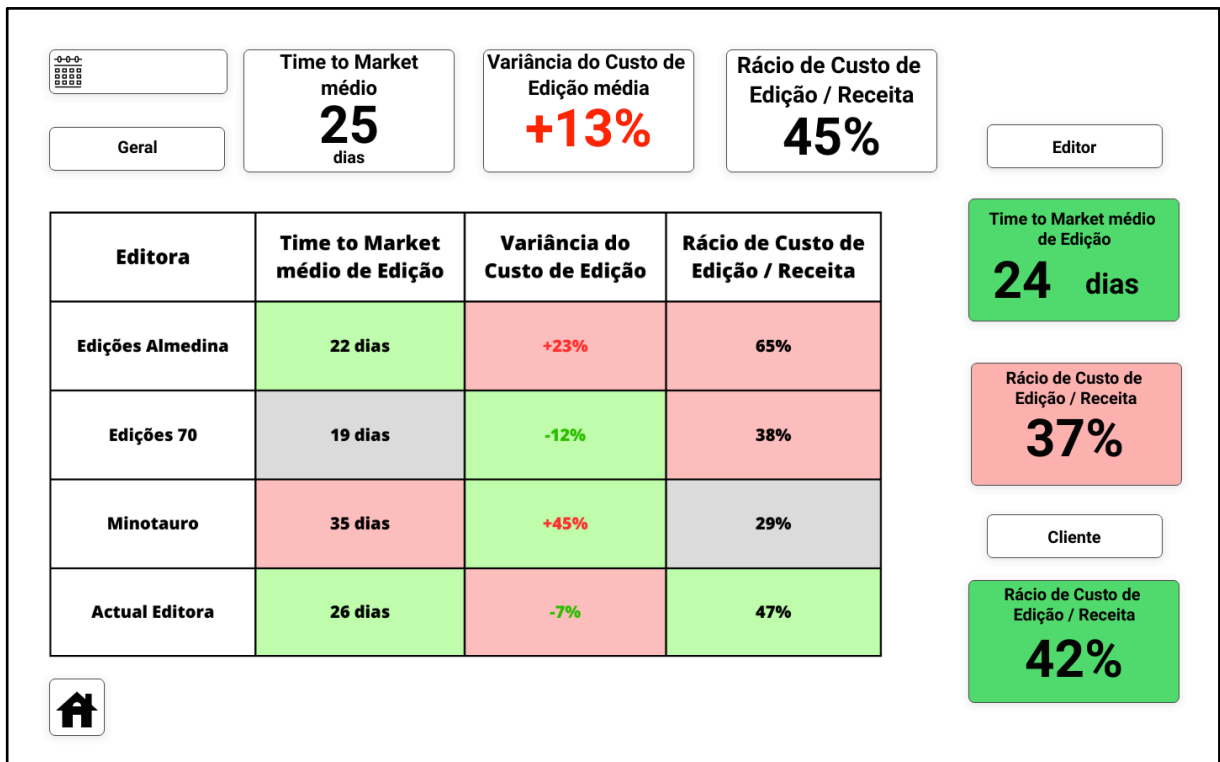 Time to Market
médio
25
dias
Variância do Custo de
Edição média
+13%
Rácio de Custo de
Edição / Receita
45%
Geral
Editor
Editora
Time to Market
médio de Edição
Variância do
Custo de Edição
Rácio de Custo de
Edição / Receita
Edições Almedina
22 dias
+23%
65%
Edições 70
19 dias
-12%
38%
Minotauro
35 dias
+45%
29%
Actual Editora
26 dias
-7%
47%
Time to Market médio
de Edição
24 dias
Rácio de Custo de
Edição / Receita
37%
Cliente
Rácio de Custo de
Edição / Receita
42%